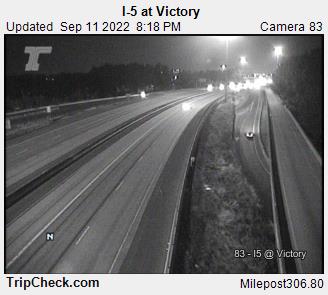 I-5 at Victory
Updated Sep 11 2022 8:18 PM Camera 83
T
N
83 - I5 @ Victory
TripCheck.com Milepost306.80